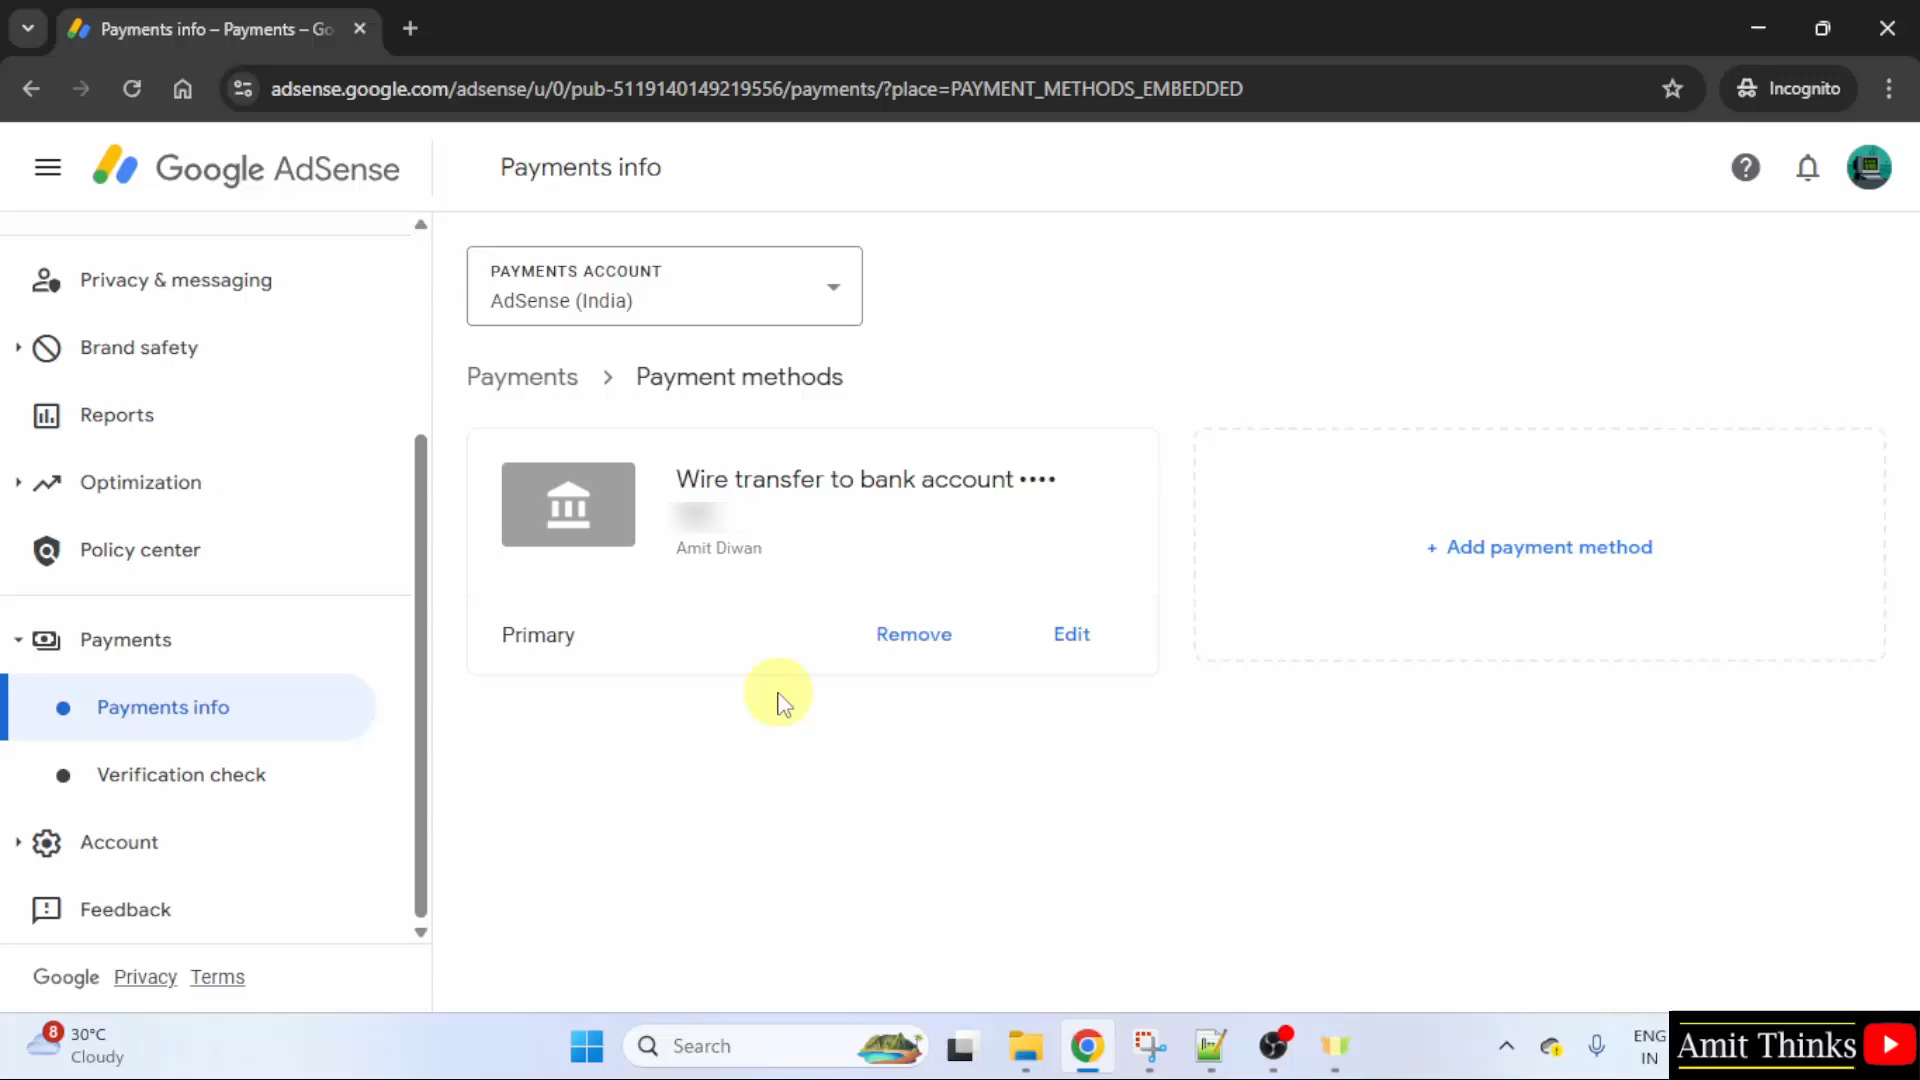 Payments info – Payments – Go
adsense.google.com/adsense/u/0/pub-5119140149219556/payments/?place=PAYMENT_METHODS_EMBEDDED
Incognito
Google AdSense
Payments info
Privacy & messaging
Brand safety
Reports
Optimization
Policy center
Payments
Payments info
Verification check
Account
Feedback
Google Privacy Terms
PAYMENTS ACCOUNT
AdSense (India)
Payments > Payment methods
Wire transfer to bank account ••••
Amit Diwan
Primary
Remove
Edit
+ Add payment method
8
30°C
Cloudy
Search
ENG
IN
Amit Thinks